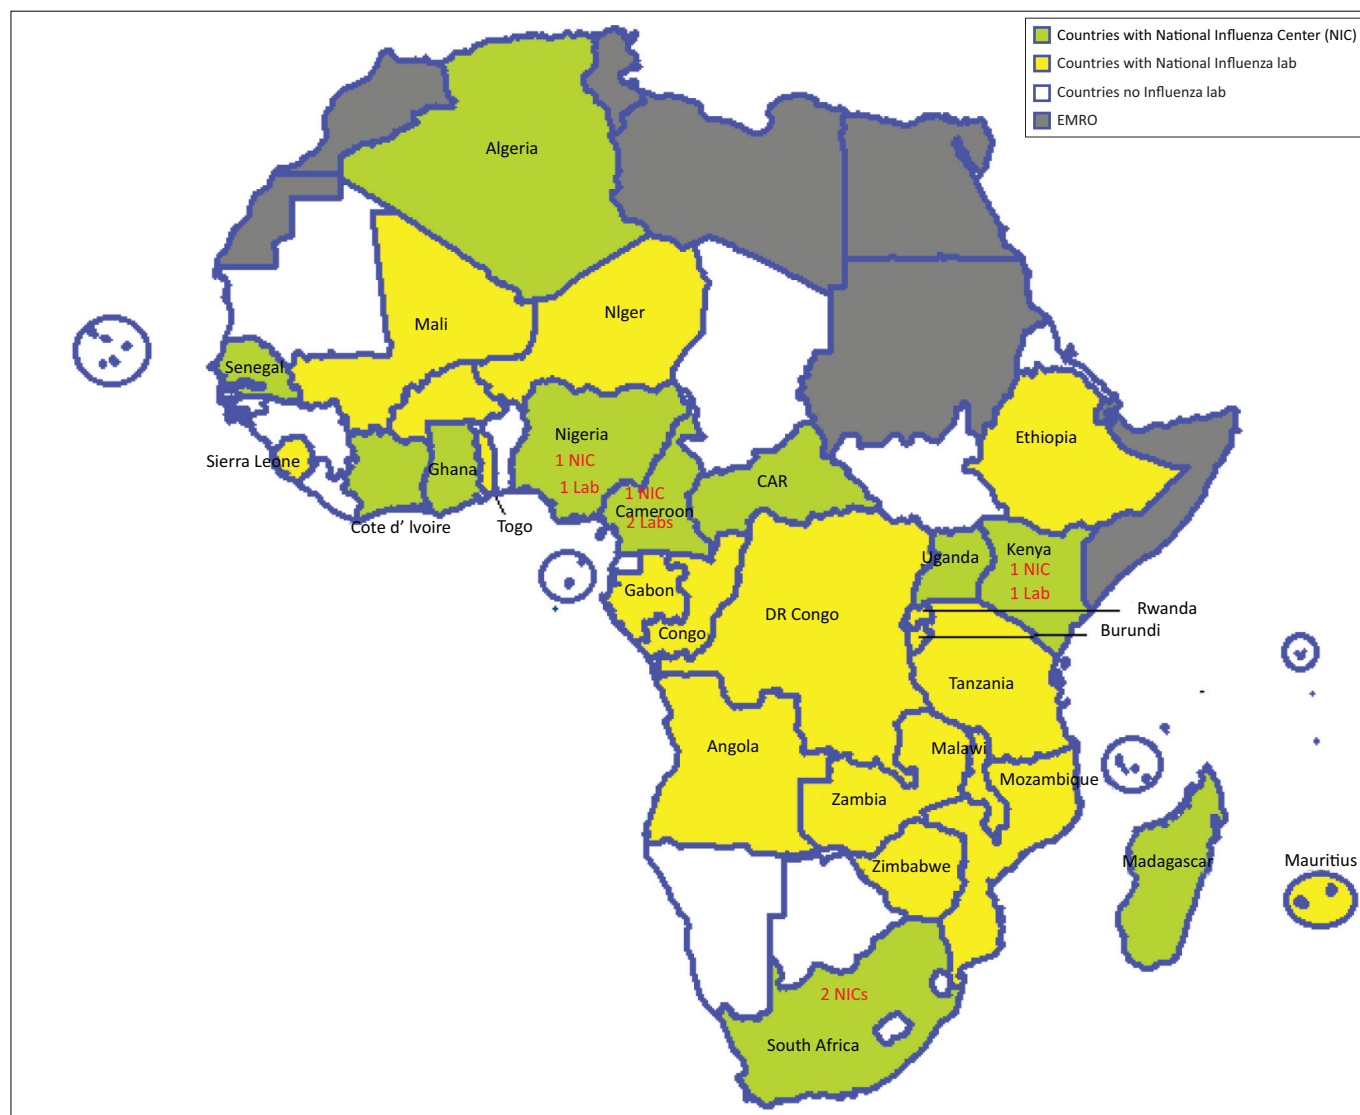 Countries with National Influenza Center (NIC)
Countries with National Influenza lab
Countries no Influenza lab
EMRO
Algeria
Mali
NIger
Senegal
Nigeria
1 NIC
1 Lab
Ethiopia
Sierra Leone
Ghana
CAR
1 NIC
Cameroon
2 Labs
Cote d' Ivoire
Togo
Uganda
Kenya
1 NIC
1 Lab
Gabon
DR Congo
Rwanda
Congo
Burundi
Tanzania
Angola
Malawi
Mozambique
Zambia
Zimbabwe
Madagascar
Mauritius
2 NICs
South Africa